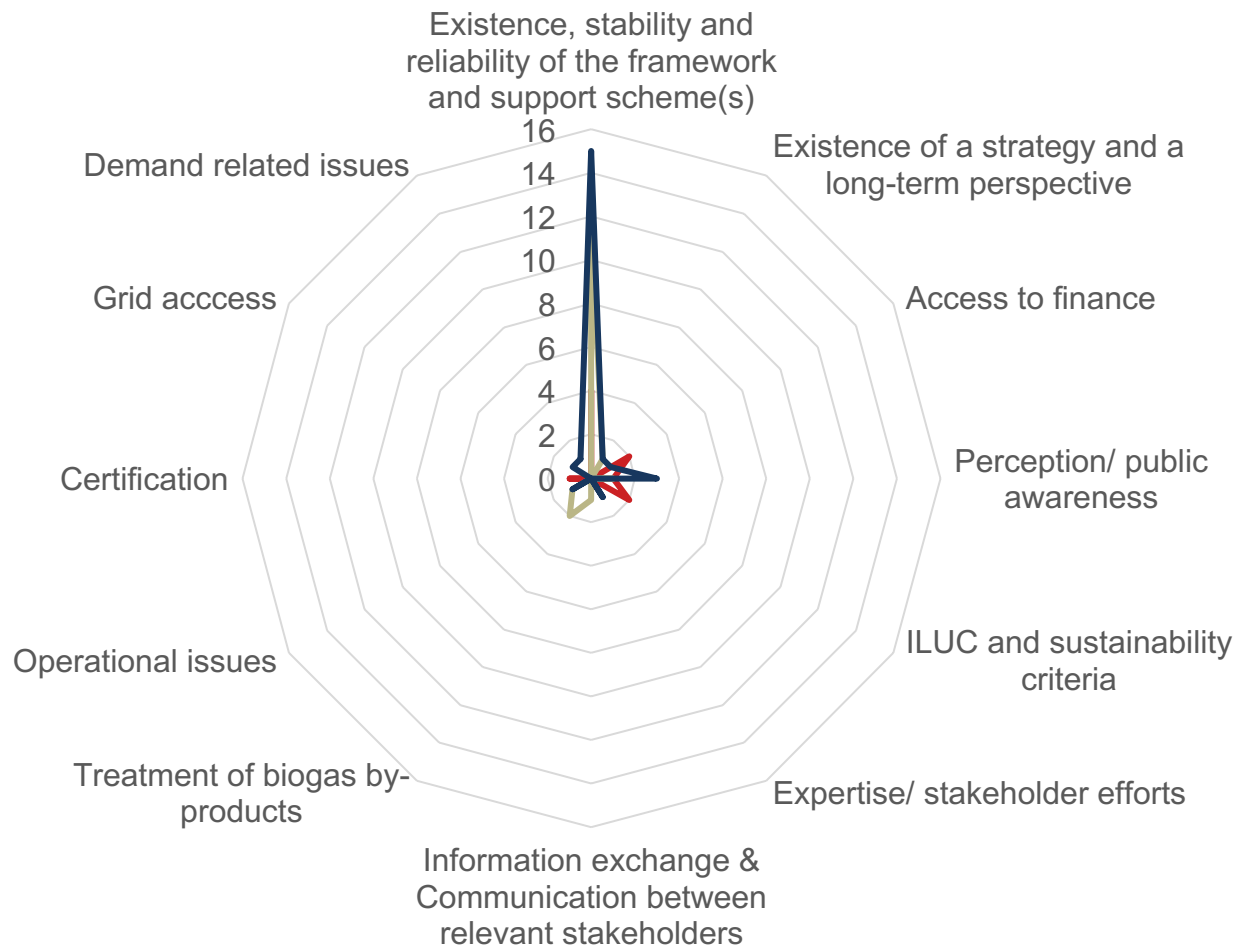 Existence, stability and
reliability of the framework
and support scheme(s)
16
14
12
10
8
6
4
2
0
Existence of a strategy and a
long-term perspective
Access to finance
Perception/ public
awareness
ILUC and sustainability
criteria
Expertise/ stakeholder efforts
Information exchange &
Communication between
relevant stakeholders
Treatment of biogas by-
products
Operational issues
Certification
Grid acccess
Demand related issues